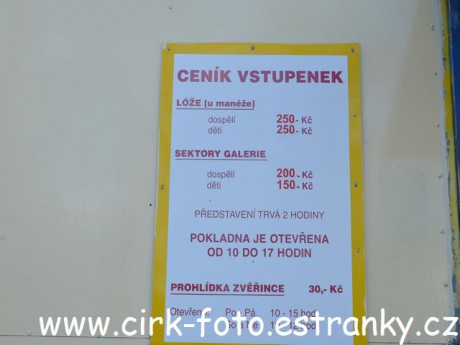 CENÍK VSTUPENEK
LÓŽE (u manéže)
dospělí 250,- Kč
děti 250,- Kč
SEKTORY GALERIE
dospělí 200,- Kč
děti 150,- Kč
PŘEDSTAVENÍ TRVÁ 2 HODINY
POKLADNA JE OTEVŘENA
OD 10 DO 17 HODIN
PROHLÍDKA ZVĚŘINCE 30,- Kč
Otevřeno Po - Pá 10 - 15 hod.
www.cirk-foto.estranky.cz